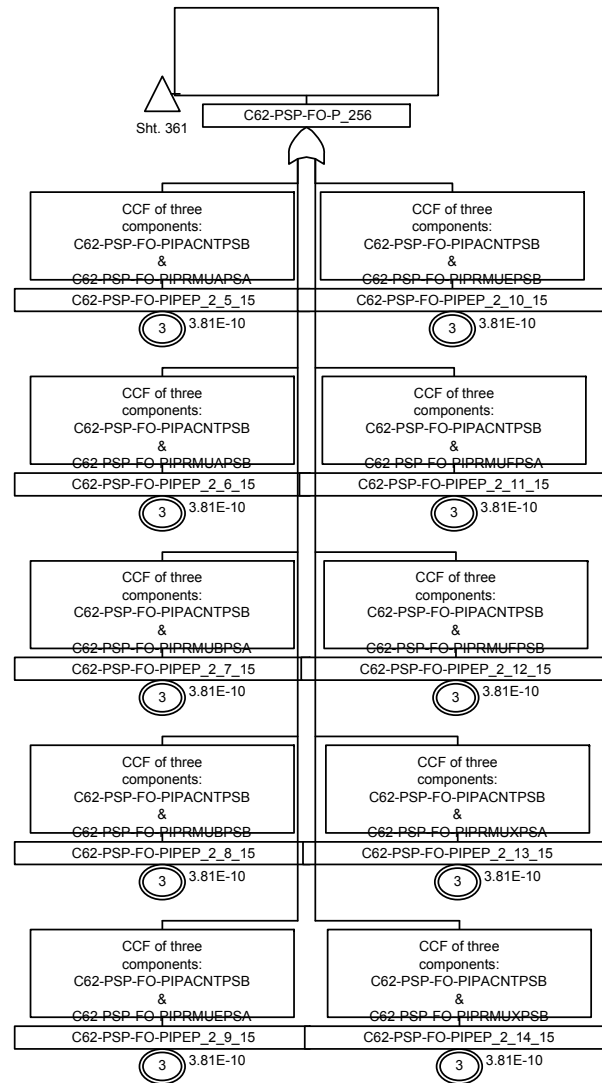 Sht. 361
C62-PSP-FO-P_256
CCF of three
components:
C62-PSP-FO-PIPACNTPSB
&
C62-PSP-FO-PIPRMUAPSA
C62-PSP-FO-PIPEP_2_5_15
3
3.81E-10
CCF of three
components:
C62-PSP-FO-PIPACNTPSB
&
C62-PSP-FO-PIPRMUEPSB
C62-PSP-FO-PIPEP_2_10_15
3
3.81E-10
CCF of three
components:
C62-PSP-FO-PIPACNTPSB
&
C62-PSP-FO-PIPRMUAPSB
C62-PSP-FO-PIPEP_2_6_15
3
3.81E-10
CCF of three
components:
C62-PSP-FO-PIPACNTPSB
&
C62-PSP-FO-PIPRMUFPSA
C62-PSP-FO-PIPEP_2_11_15
3
3.81E-10
CCF of three
components:
C62-PSP-FO-PIPACNTPSB
&
C62-PSP-FO-PIPRMUBPSA
C62-PSP-FO-PIPEP_2_7_15
3
3.81E-10
CCF of three
components:
C62-PSP-FO-PIPACNTPSB
&
C62-PSP-FO-PIPRMUFPSB
C62-PSP-FO-PIPEP_2_12_15
3
3.81E-10
CCF of three
components:
C62-PSP-FO-PIPACNTPSB
&
C62-PSP-FO-PIPRMUBPSB
C62-PSP-FO-PIPEP_2_8_15
3
3.81E-10
CCF of three
components:
C62-PSP-FO-PIPACNTPSB
&
C62-PSP-FO-PIPRMUXPSA
C62-PSP-FO-PIPEP_2_13_15
3
3.81E-10
CCF of three
components:
C62-PSP-FO-PIPACNTPSB
&
C62-PSP-FO-PIPRMUEPSA
C62-PSP-FO-PIPEP_2_9_15
3
3.81E-10
CCF of three
components:
C62-PSP-FO-PIPACNTPSB
&
C62-PSP-FO-PIPRMUXPSB
C62-PSP-FO-PIPEP_2_14_15
3
3.81E-10